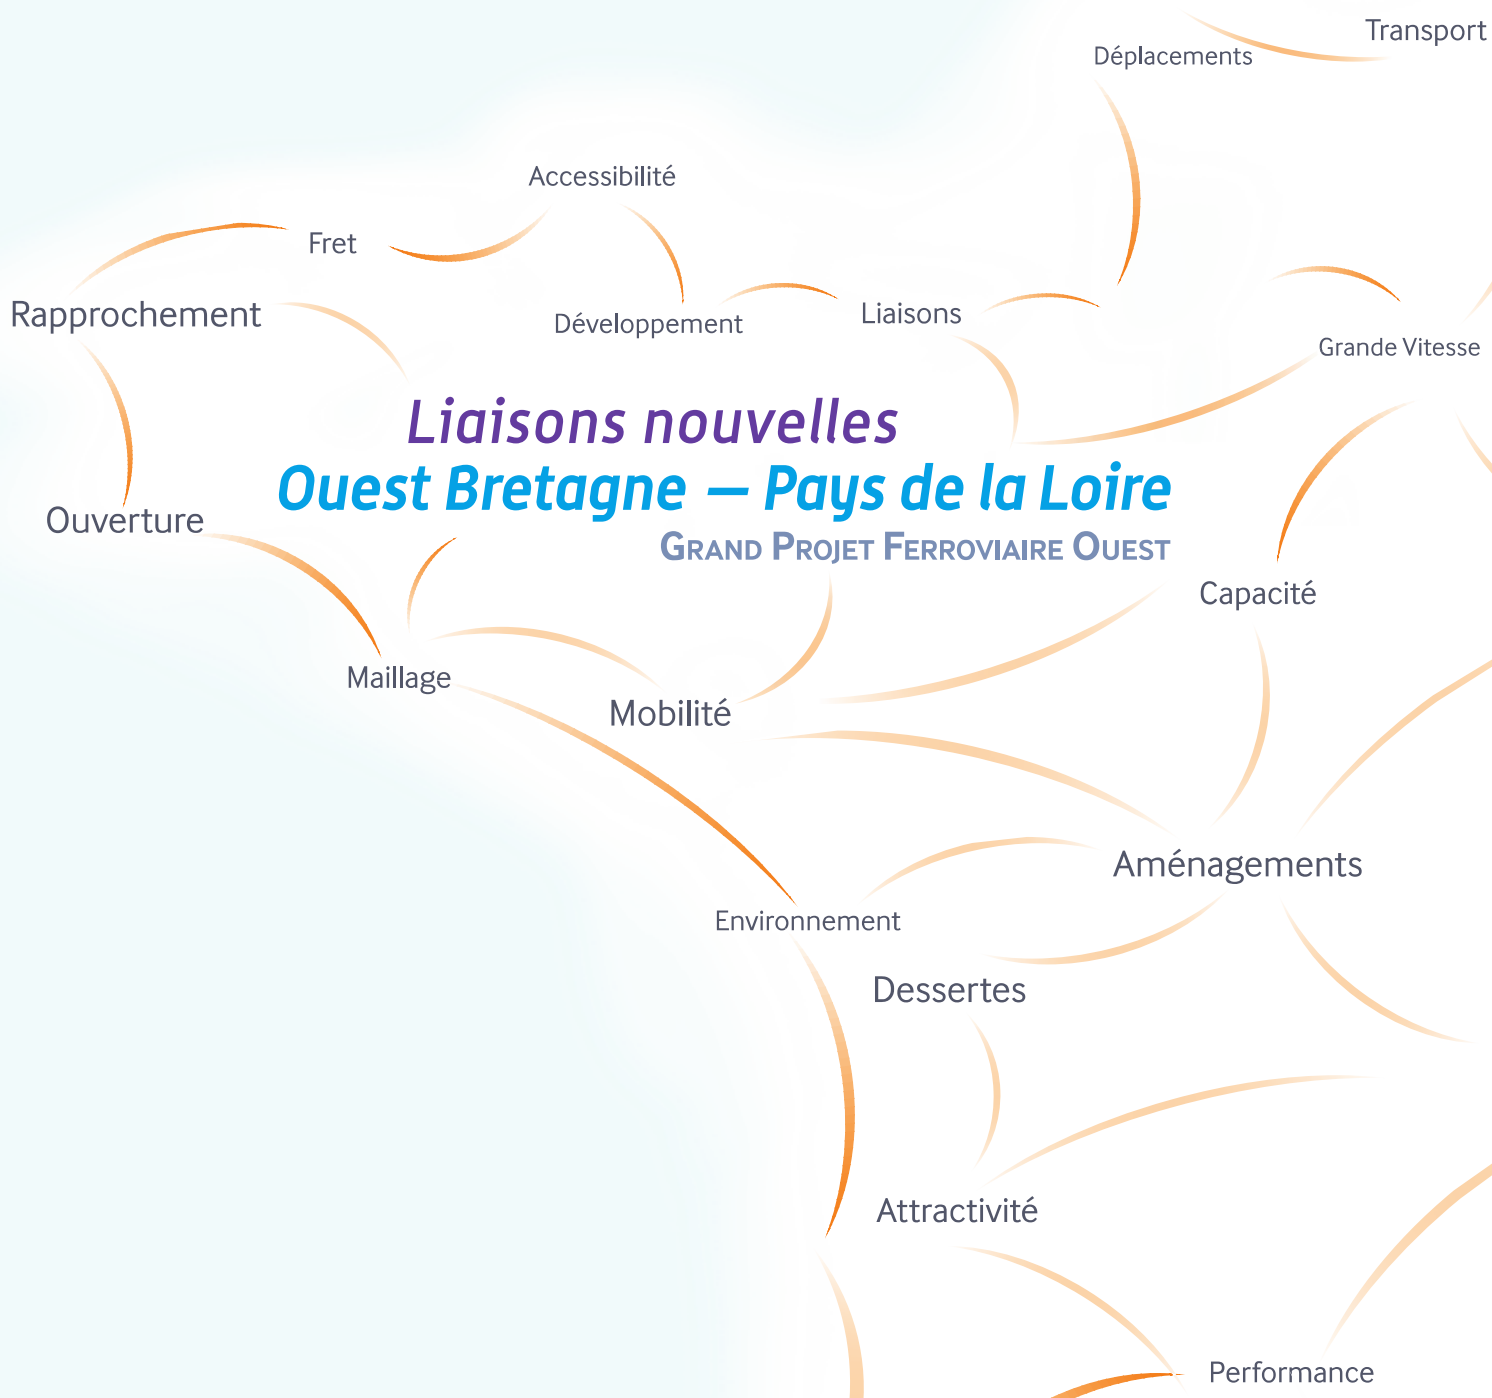 Transport
Déplacements
Accessibilité
Fret
Rapprochement
Développement
Liaisons
Grande Vitesse
Liaisons nouvelles
Ouest Bretagne — Pays de la Loire
GRAND PROJET FERROVIAIRE OUEST
Ouverture
Capacité
Maillage
Mobilité
Aménagements
Environnement
Dessertes
Attractivité
Performance